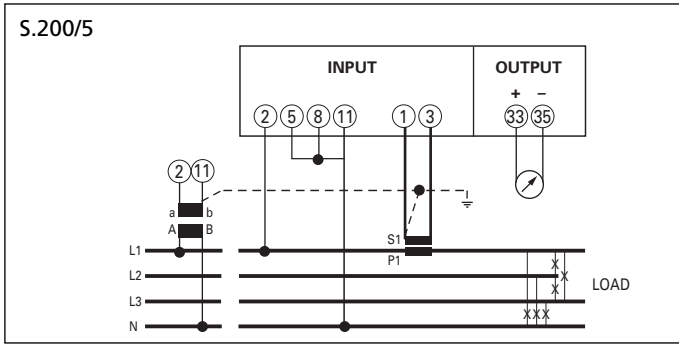 S.200/5
INPUT OUTPUT
+ –
2 5 8 11 1 3 33 35
2 11
a b
A B
S1
P1
L1
L2
L3
N
X
X
X
X X X
LOAD